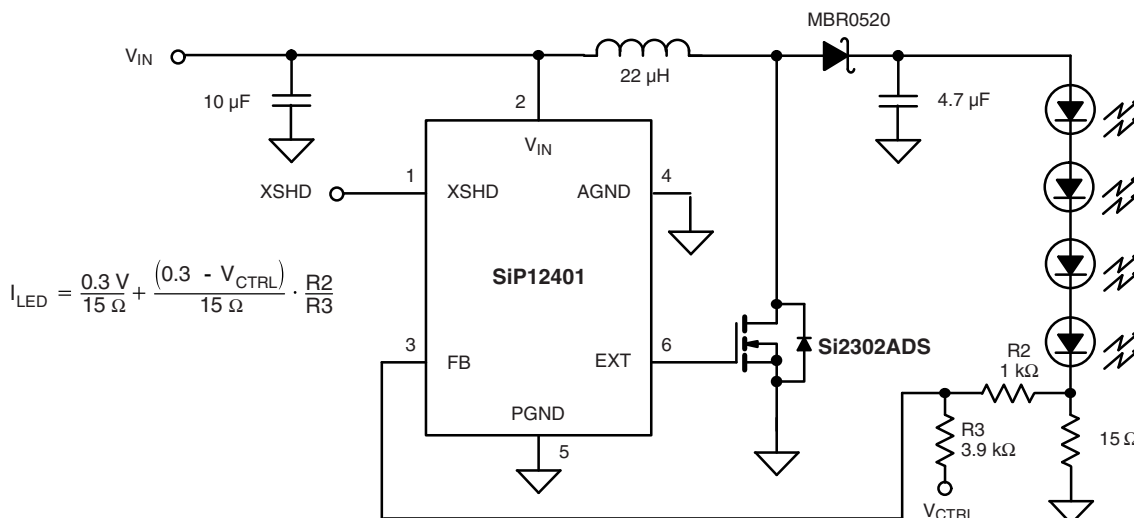 MBR0520
V_IN
22 µH
10 µF
2
4.7 µF
V_IN
1
4
XSHD
XSHD
AGND
SiP12401
I_LED = 0.3 V / 15 Ω + (0.3 - V_CTRL) / 15 Ω · R2 / R3
3
6
FB
EXT
Si2302ADS
R2
1 kΩ
PGND
5
R3
3.9 kΩ
15 Ω
V_CTRL